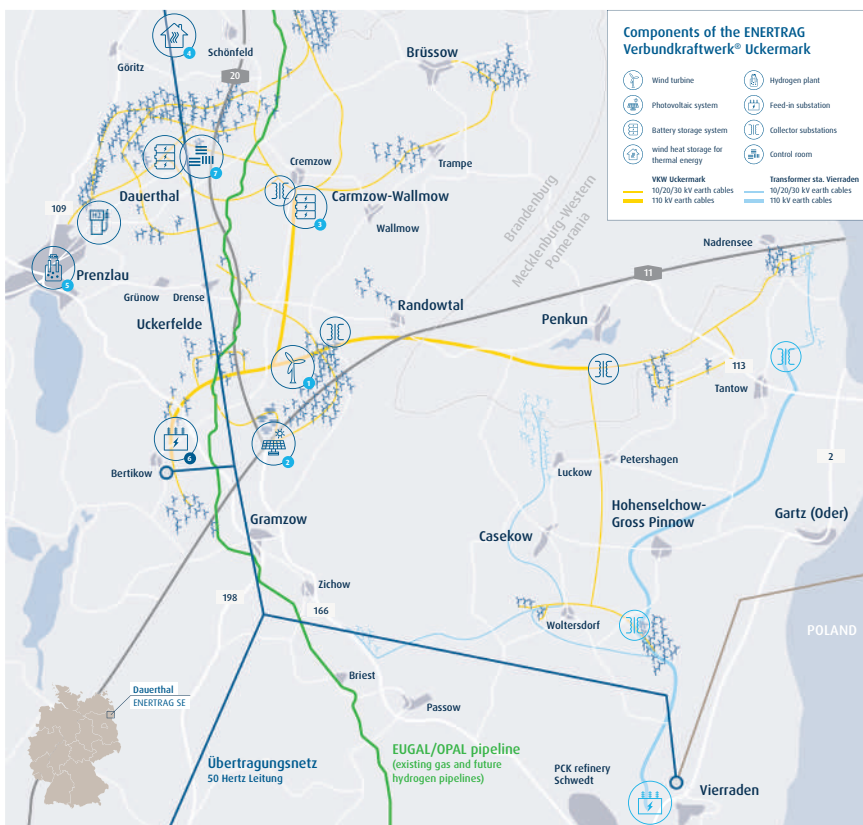 Components of the ENERTRAG
Verbundkraftwerk® Uckermark
Wind turbine
Hydrogen plant
Photovoltaic system
Feed-in substation
Battery storage system
Collector substations
wind heat storage for
thermal energy
Control room
VKW Uckermark
Transformer sta. Vierraden
10/20/30 kV earth cables
10/20/30 kV earth cables
110 kV earth cables
110 kV earth cables
4
Schönfeld
Göritz
20
Brüssow
7
Cremzow
Trampe
Dauerthal
Carmzow-Wallmow
109
H2
3
Wallmow
Brandenburg
Mecklenburg-Western
Pomerania
Nadrensee
Prenzlau
5
11
Grünow
Drense
Randowtal
Uckerfelde
Penkun
1
113
Tantow
6
2
Bertikow
Luckow
Petershagen
2
Hohenselchow-
Gross Pinnow
Gartz (Oder)
Gramzow
Casekow
Zichow
198
166
Woltersdorf
POLAND
Briest
Dauerthal
ENERTRAG SE
Passow
Übertragungsnetz
50 Hertz Leitung
EUGAL/OPAL pipeline
(existing gas and future
hydrogen pipelines)
PCK refinery
Schwedt
Vierraden